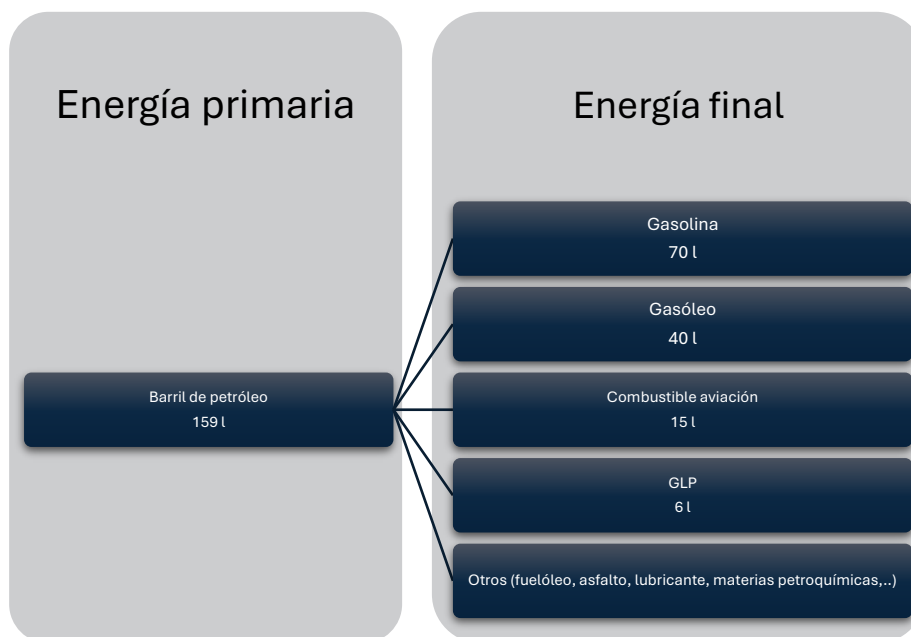 Energía primaria
Energía final
Barril de petróleo
159 l
Gasolina
70 l
Gasóleo
40 l
Combustible aviación
15 l
GLP
6 l
Otros (fuelóleo, asfalto, lubricante, materias petroquímicas,..)